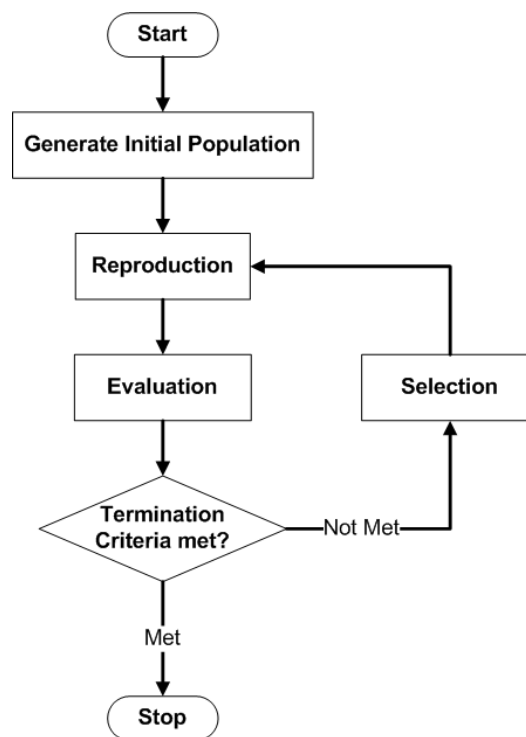 Start
Generate Initial Population
Reproduction
Evaluation
Selection
Termination
Criteria met?
Not Met
Met
Stop